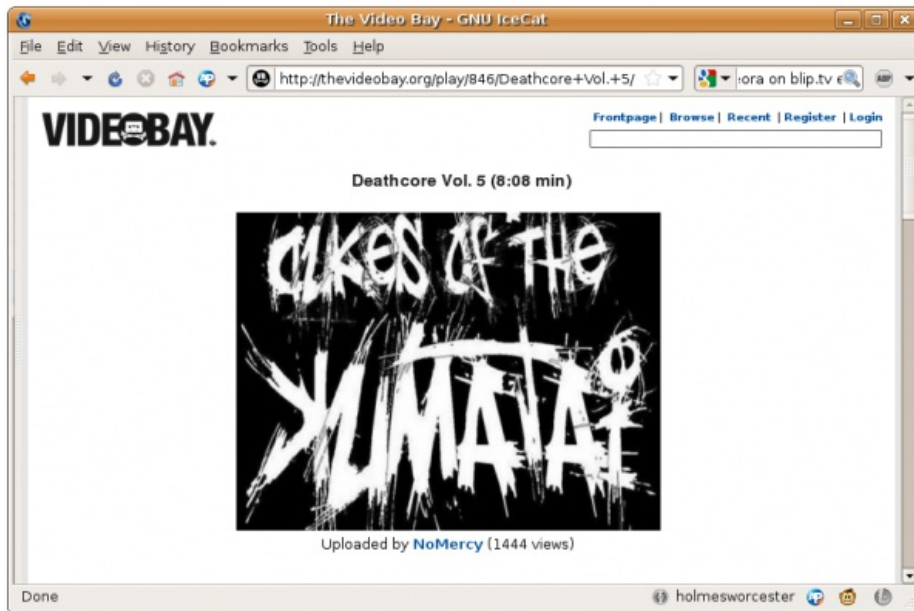 The Video Bay - GNU IceCat
File Edit View History Bookmarks Tools Help
http://thevideobay.org/play/846/Deathcore+Vol.+5/
ora on blip.tv e
ABP
VIDEOBAY.
Frontpage | Browse | Recent | Register | Login
Deathcore Vol. 5 (8:08 min)
OF THE
YUMATAI
Uploaded by NoMercy (1444 views)
Done
holmesworcester